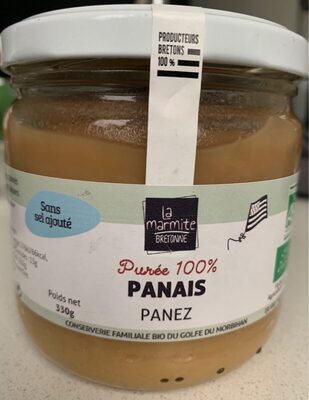 PRODUCTEURS
BRETONS
100 %
Sans
sel ajouté
la
marmite
BRETONNE
Purée 100%
PANAIS
PANEZ
Poids net
330g
CONSERVERIE FAMILIALE BIO DU GOLFE DU MORBIHAN